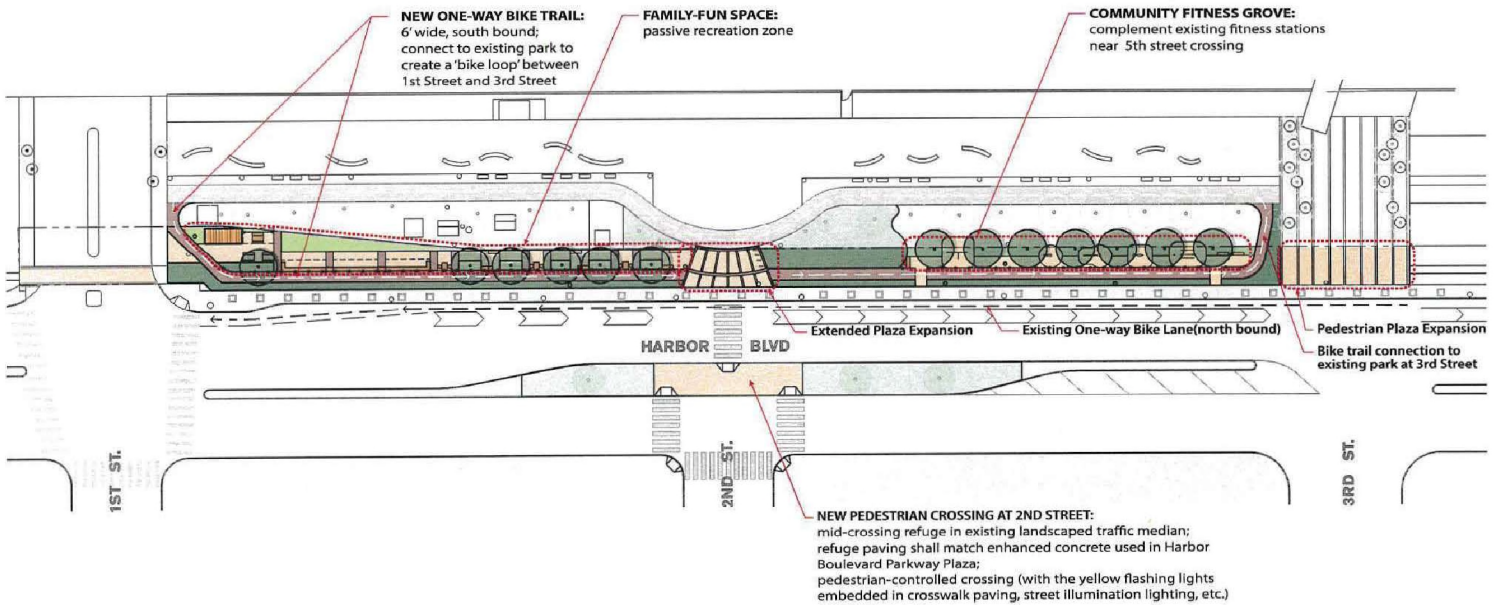 NEW ONE-WAY BIKE TRAIL:
6' wide, south bound;
connect to existing park to
create a 'bike loop' between
1st Street and 3rd Street
FAMILY-FUN SPACE:
passive recreation zone
COMMUNITY FITNESS GROVE:
complement existing fitness stations
near 5th street crossing
Extended Plaza Expansion
Existing One-way Bike Lane(north bound)
Pedestrian Plaza Expansion
Bike trail connection to
existing park at 3rd Street
HARBOR BLVD
1ST ST.
2ND ST.
3RD ST.
NEW PEDESTRIAN CROSSING AT 2ND STREET:
mid-crossing refuge in existing landscaped traffic median;
refuge paving shall match enhanced concrete used in Harbor
Boulevard Parkway Plaza;
pedestrian-controlled crossing (with the yellow flashing lights
embedded in crosswalk paving, street illumination lighting, etc.)